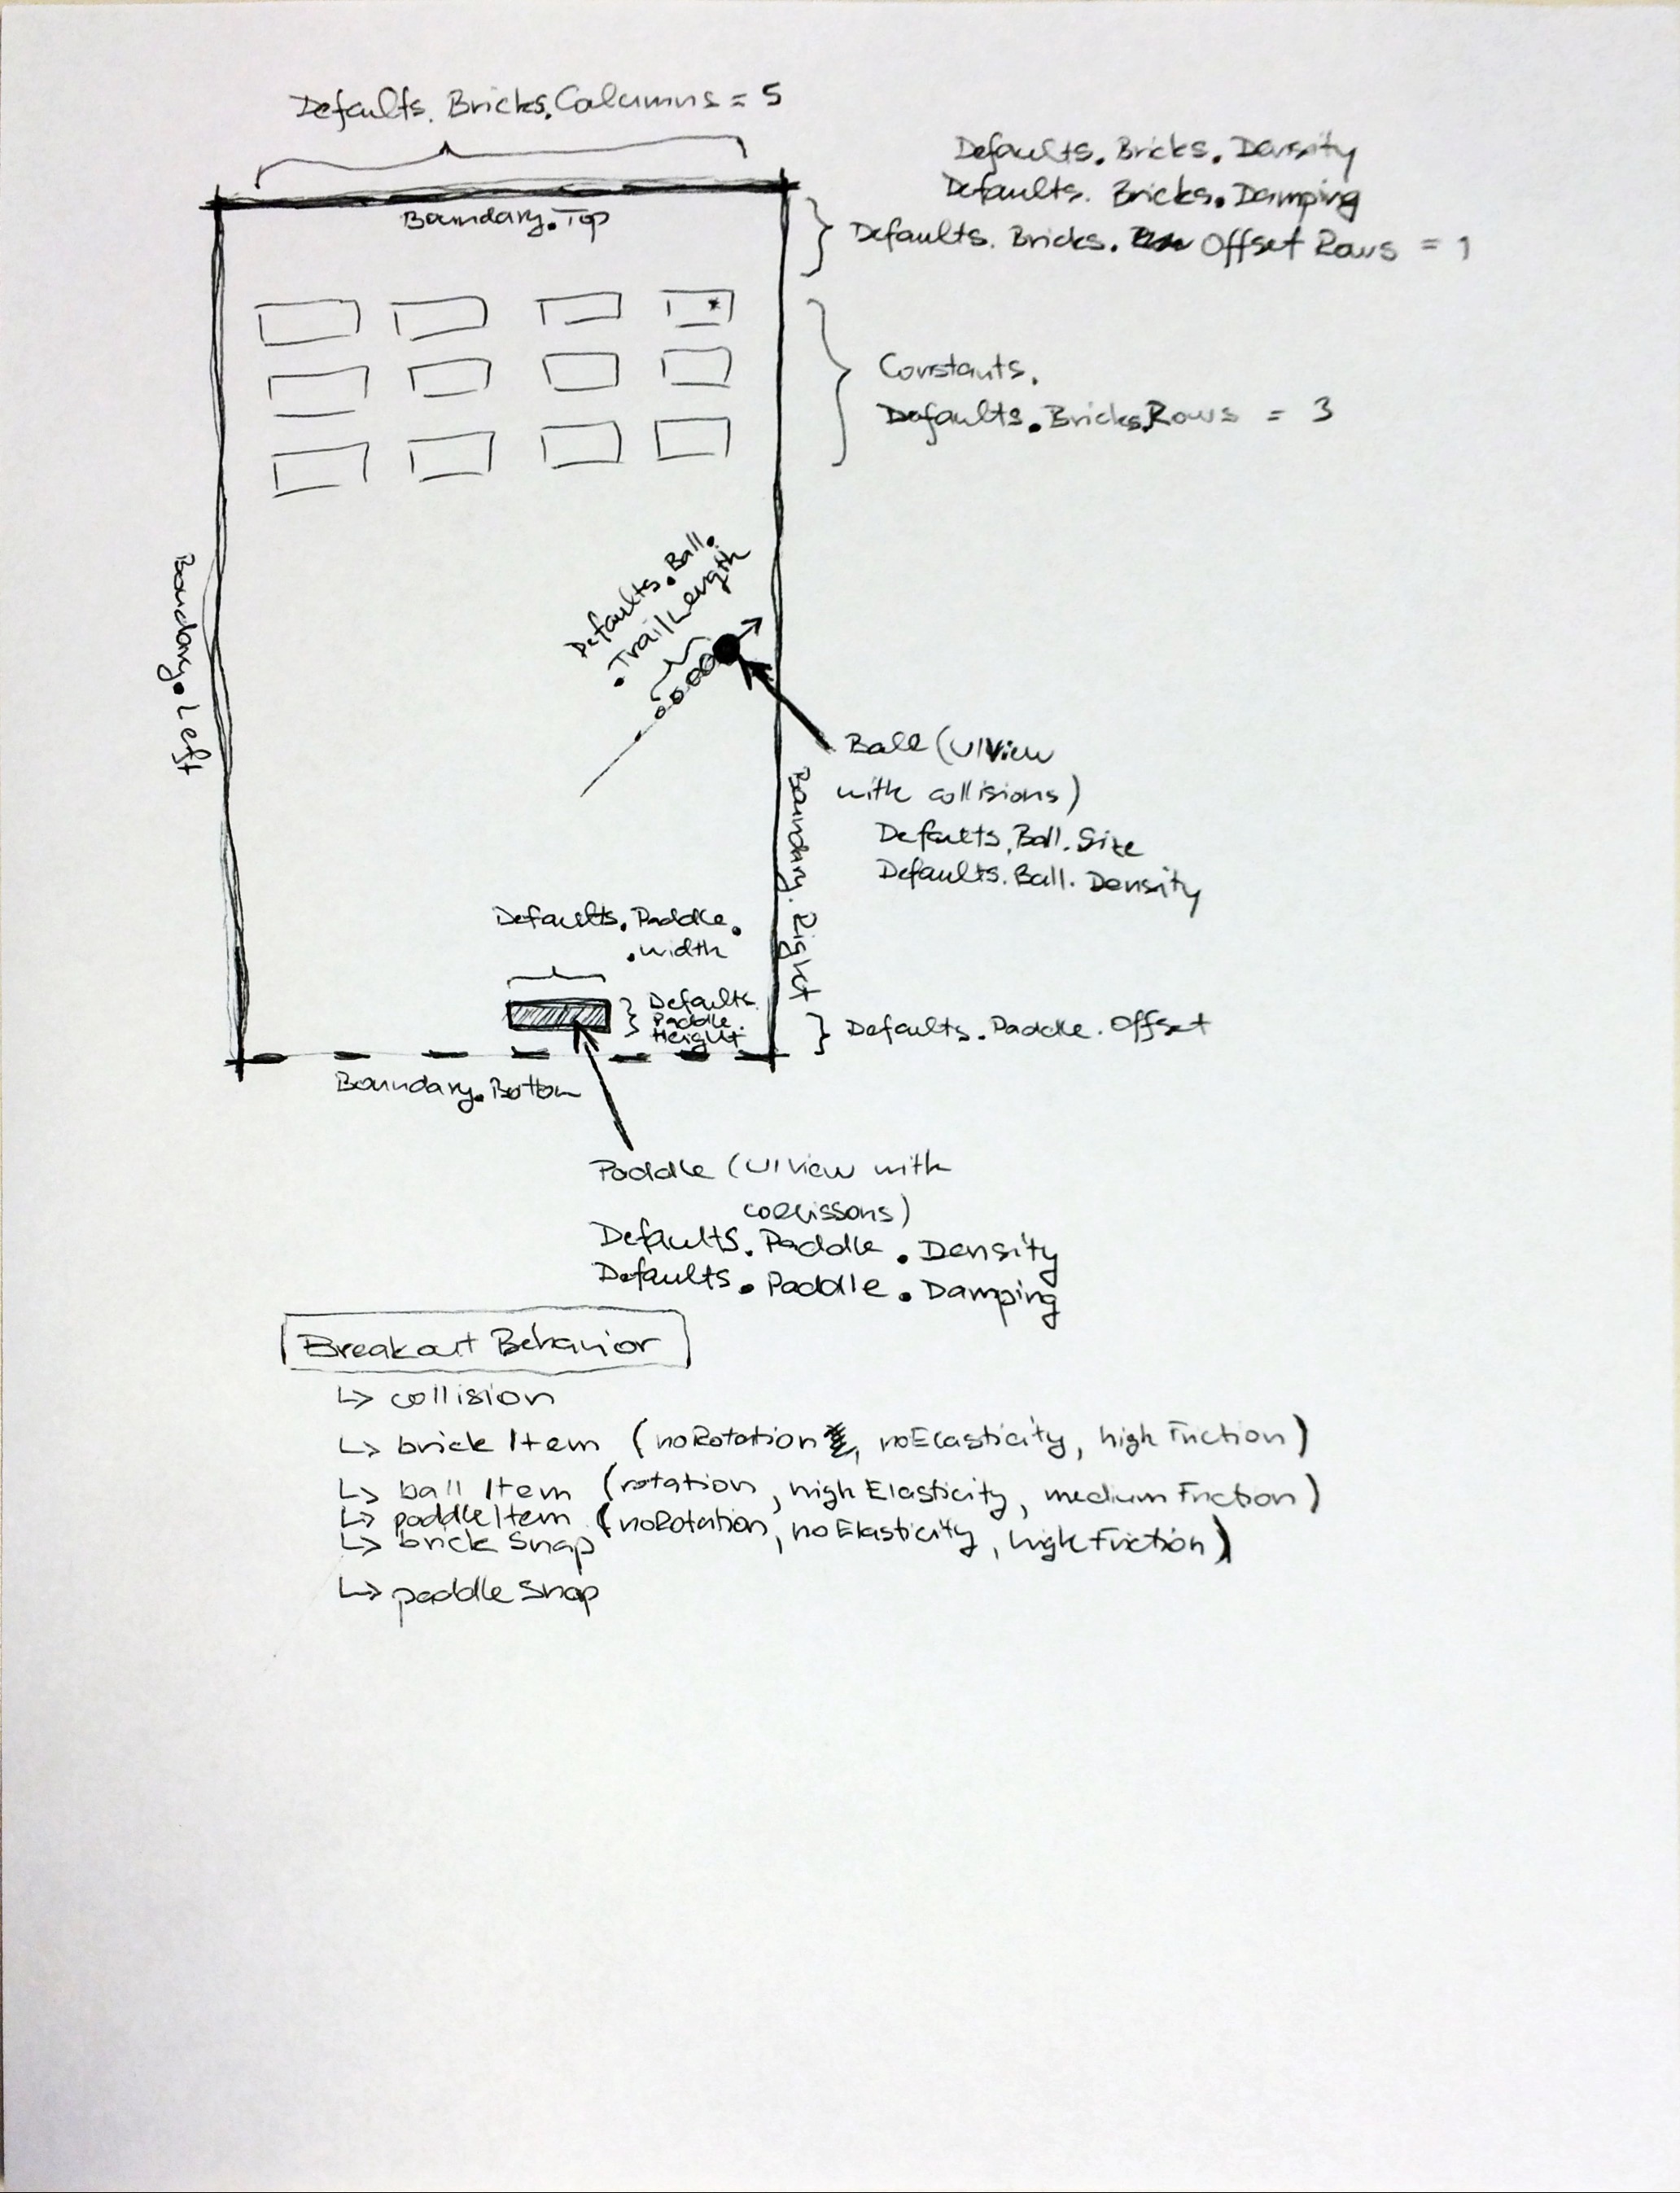 Defaults. Bricks. Columns = 5
Defaults. Bricks. Density
Defaults. Bricks. Damping
Boundary. Top
Defaults. Bricks. Offset Rows = 1
Constants.
Defaults. Bricks. Rows = 3
Defaults. Ball.
. TrailLength
Boundary. Left
Ball (UIView
with collisions)
Defaults. Ball. Size
Defaults. Ball. Density
Boundary. Right
Defaults. Paddle.
. width
Defaults.
Paddle.
Height
Defaults. Paddle. Offset
Boundary. Bottom
Paddle (UIView with
collissons)
Defaults. Paddle. Density
Defaults. Paddle. Damping
Breakout Behavior
↳ collision
↳ brick Item (noRotation, noElasticity, high Friction)
↳ ball Item (rotation, high Elasticity, medium Friction)
↳ paddle Item (noRotation, no Elasticity, high Friction)
↳ brick Snap
↳ paddle Snap